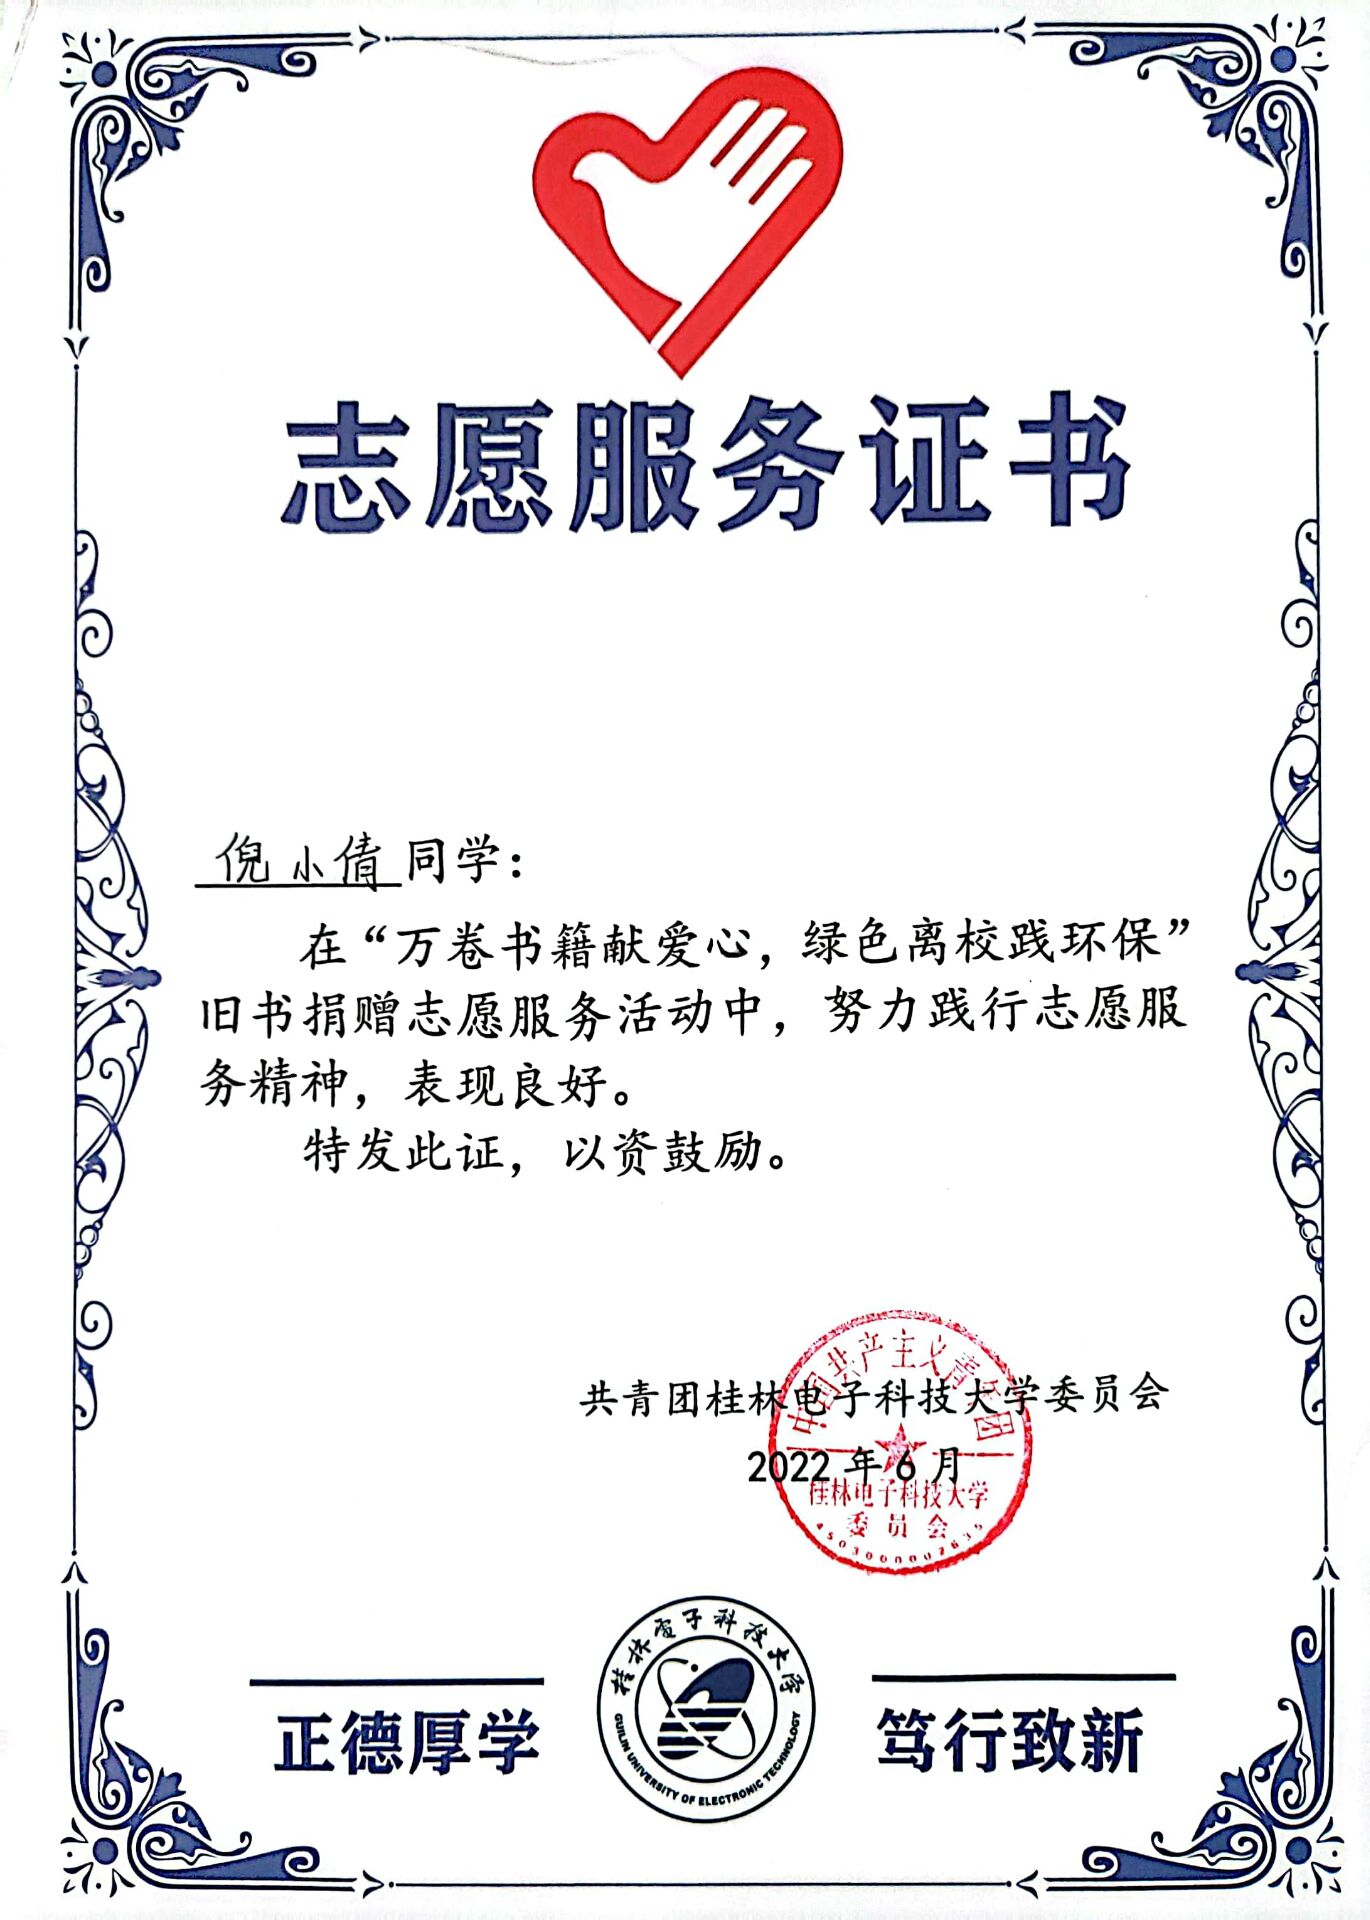 志愿服务证书
倪小倩同学：
在“万卷书籍献爱心，绿色离校践环保”
旧书捐赠志愿服务活动中，努力践行志愿服
务精神，表现良好。
特发此证，以资鼓励。
共青团桂林电子科技大学委员会
2022年6月
中国共产主义青年团
桂林电子科技大学
委员会
桂林电子科技大学
GUILIN UNIVERSITY OF ELECTRONIC TECHNOLOGY
正德厚学
笃行致新